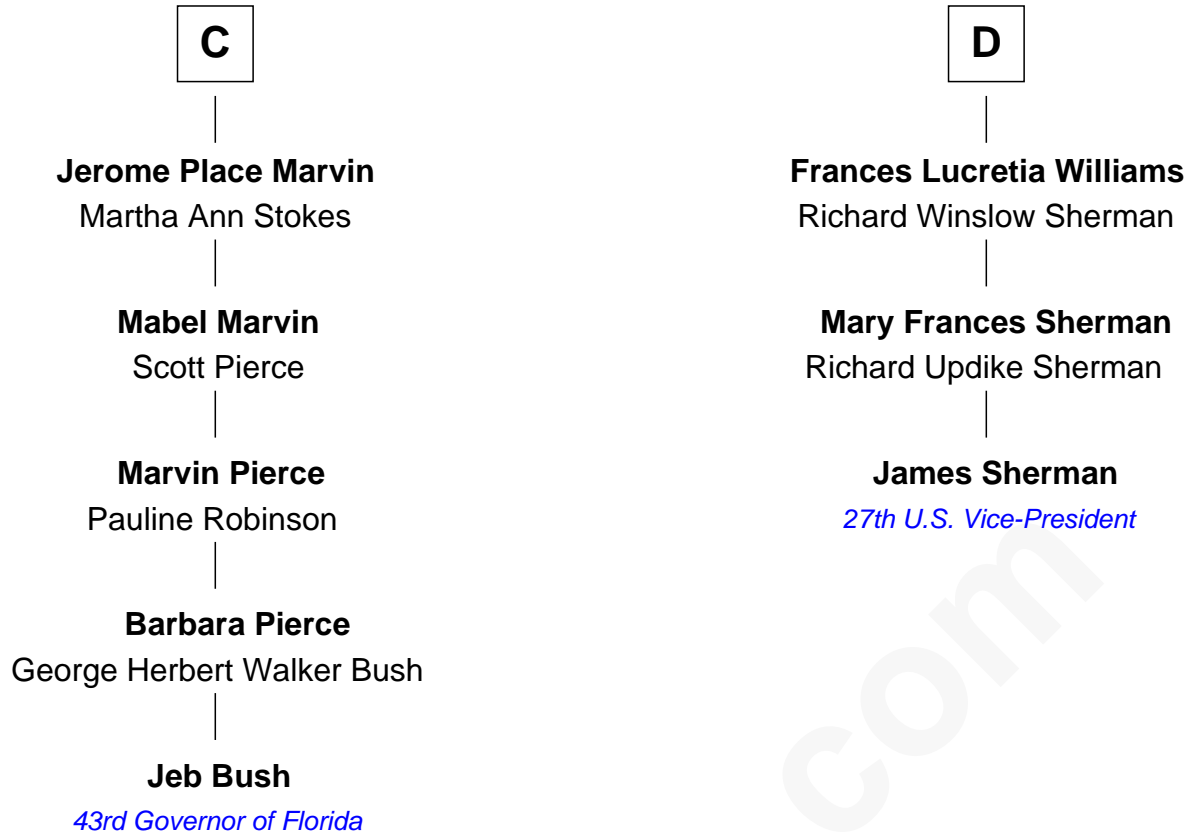 C
Jerome Place Marvin
Martha Ann Stokes
Mabel Marvin
Scott Pierce
Marvin Pierce
Pauline Robinson
Barbara Pierce
George Herbert Walker Bush
Jeb Bush
43rd Governor of Florida
D
Frances Lucretia Williams
Richard Winslow Sherman
Mary Frances Sherman
Richard Updike Sherman
James Sherman
27th U.S. Vice-President
com